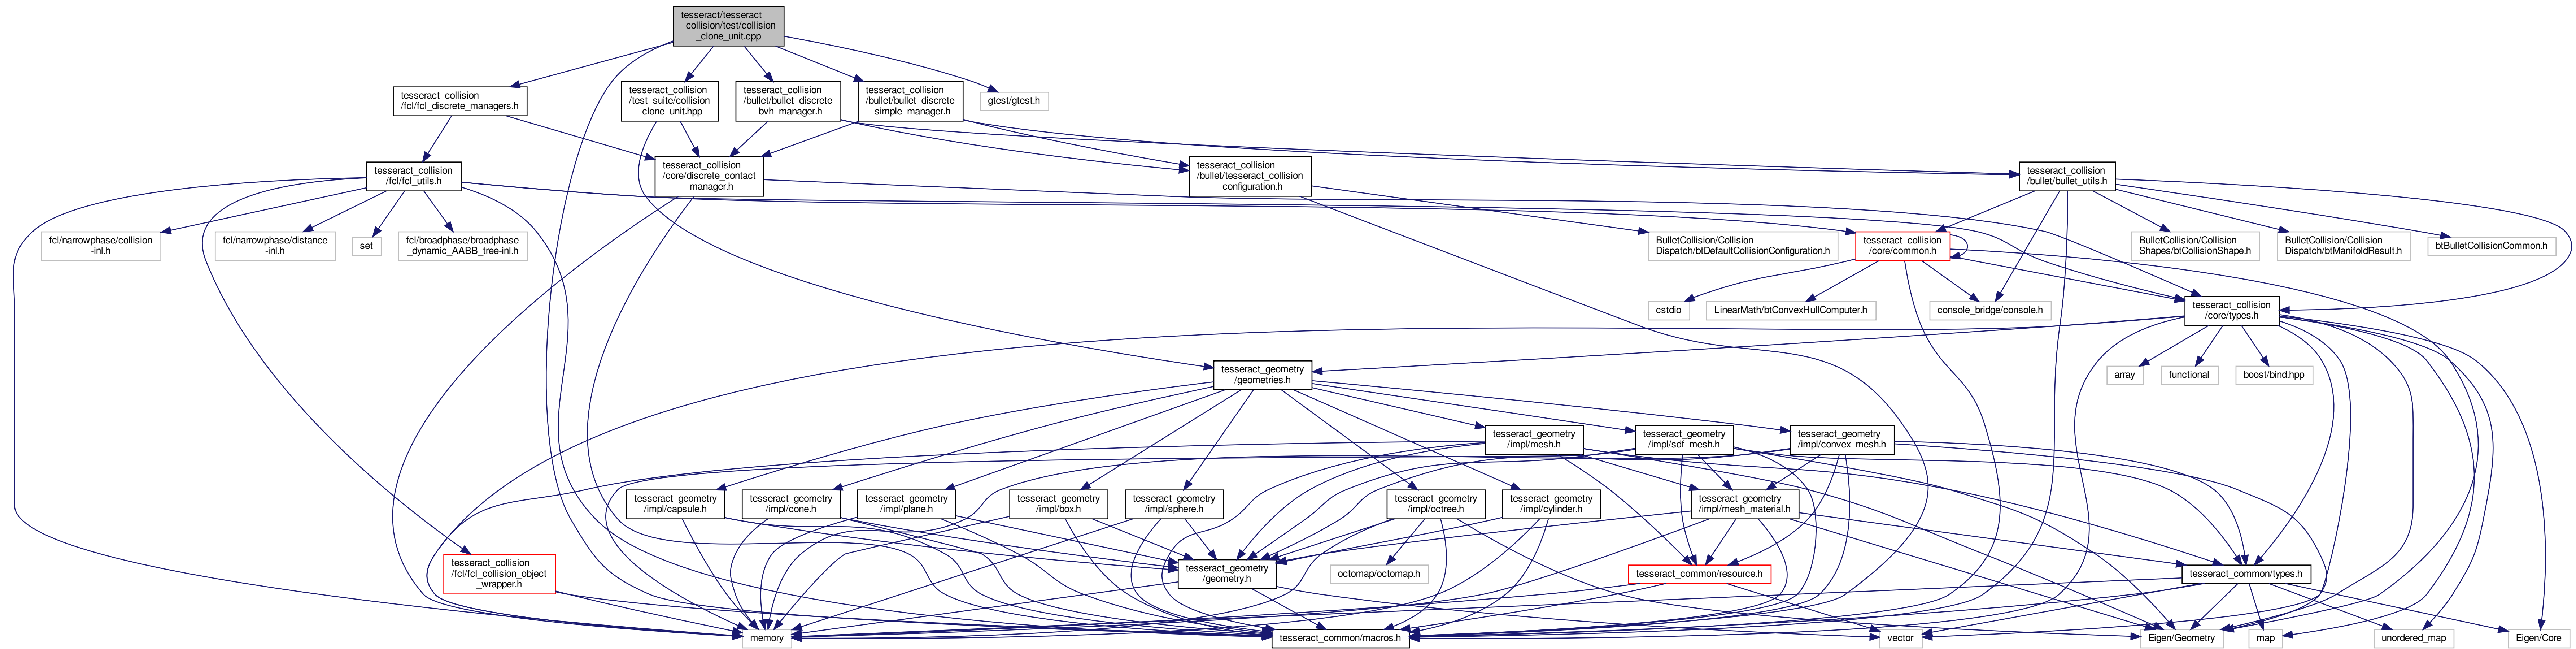 tesseract/tesseract
_collision/test/collision
_clone_unit.cpp
tesseract_collision
/fcl/fcl_discrete_managers.h
tesseract_collision
/test_suite/collision
_clone_unit.hpp
tesseract_collision
/bullet/bullet_discrete
_bvh_manager.h
tesseract_collision
/bullet/bullet_discrete
_simple_manager.h
gtest/gtest.h
tesseract_collision
/fcl/fcl_utils.h
tesseract_collision
/core/discrete_contact
_manager.h
tesseract_collision
/bullet/tesseract_collision
_configuration.h
tesseract_collision
/bullet/bullet_utils.h
fcl/narrowphase/collision
-inl.h
fcl/narrowphase/distance
-inl.h
set
fcl/broadphase/broadphase
_dynamic_AABB_tree-inl.h
BulletCollision/Collision
Dispatch/btDefaultCollisionConfiguration.h
tesseract_collision
/core/common.h
BulletCollision/Collision
Shapes/btCollisionShape.h
BulletCollision/Collision
Dispatch/btManifoldResult.h
btBulletCollisionCommon.h
cstdio
LinearMath/btConvexHullComputer.h
console_bridge/console.h
tesseract_collision
/core/types.h
tesseract_geometry
/geometries.h
array
functional
boost/bind.hpp
tesseract_geometry
/impl/mesh.h
tesseract_geometry
/impl/sdf_mesh.h
tesseract_geometry
/impl/convex_mesh.h
tesseract_geometry
/impl/capsule.h
tesseract_geometry
/impl/cone.h
tesseract_geometry
/impl/plane.h
tesseract_geometry
/impl/box.h
tesseract_geometry
/impl/sphere.h
tesseract_geometry
/impl/octree.h
tesseract_geometry
/impl/cylinder.h
tesseract_geometry
/impl/mesh_material.h
tesseract_collision
/fcl/fcl_collision_object
_wrapper.h
tesseract_geometry
/geometry.h
octomap/octomap.h
tesseract_common/resource.h
tesseract_common/types.h
memory
tesseract_common/macros.h
vector
Eigen/Geometry
map
unordered_map
Eigen/Core